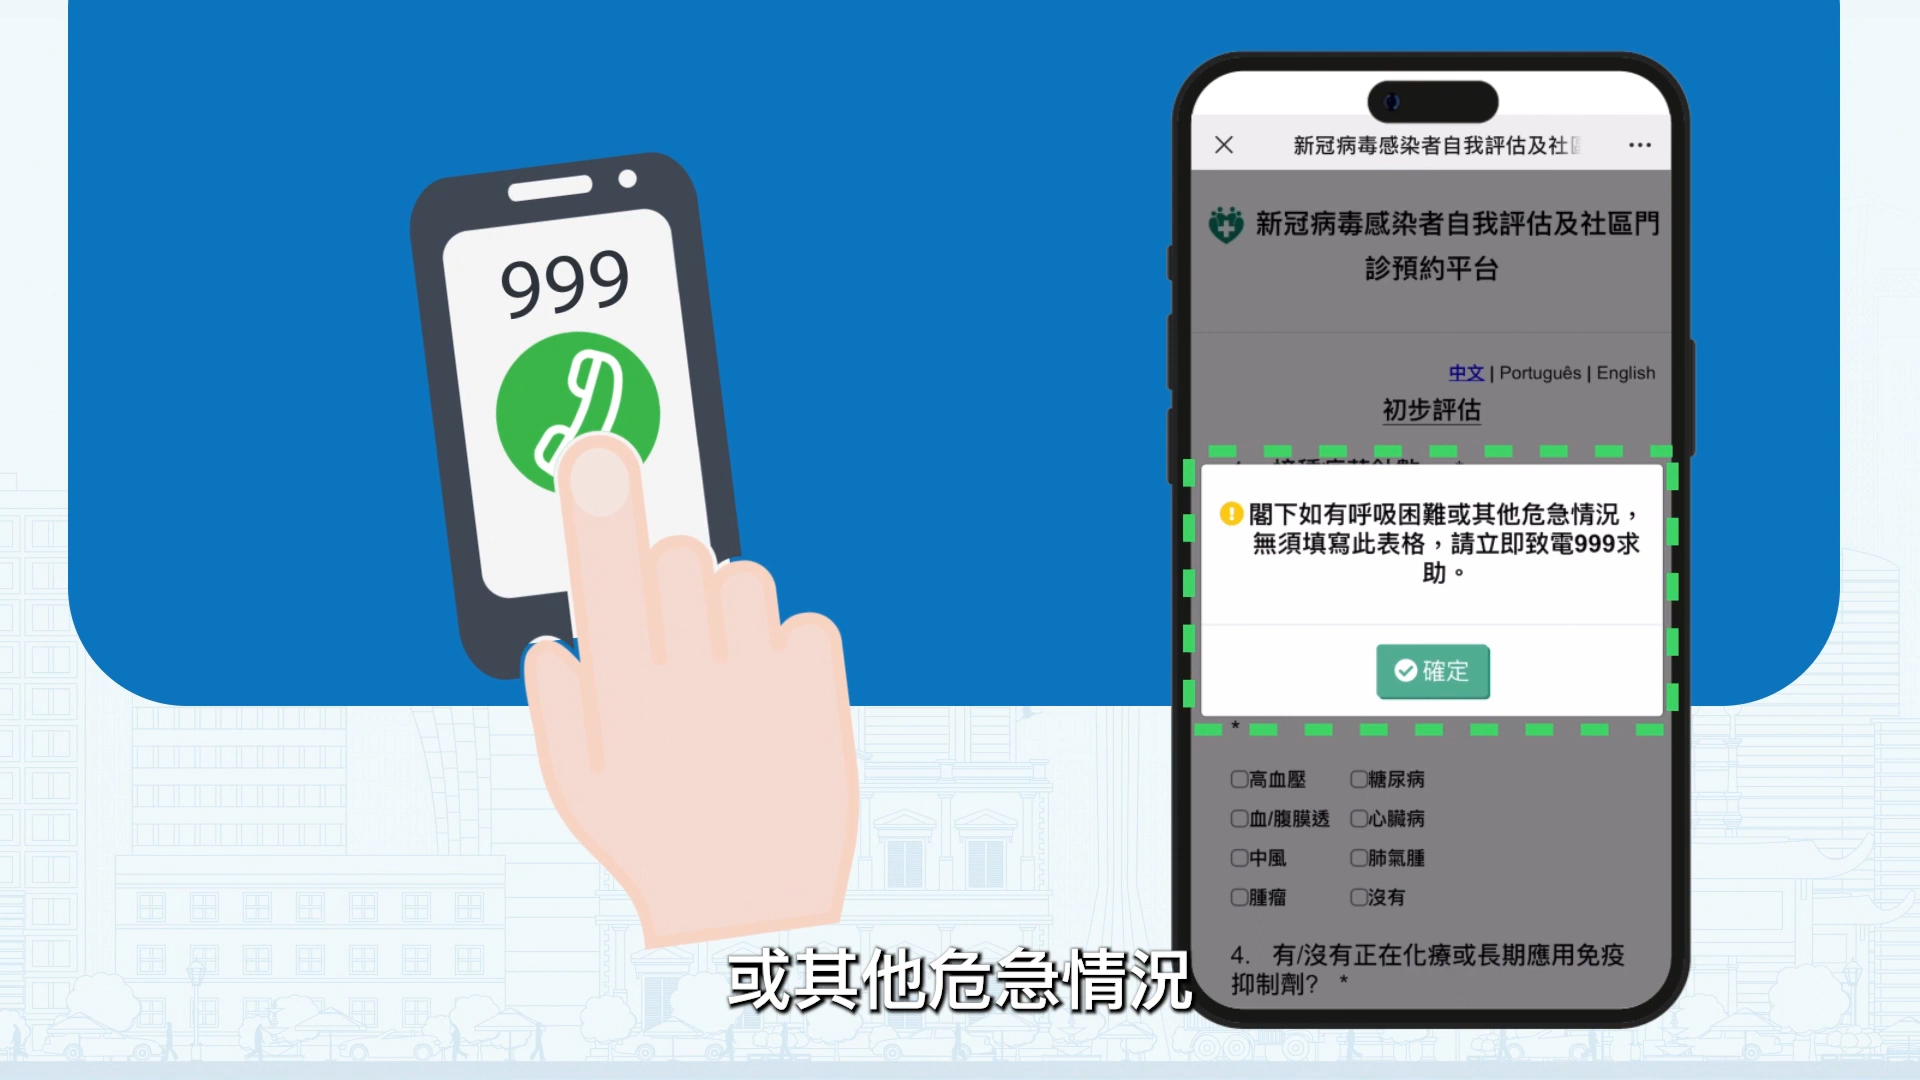 999
新冠病毒感染者自我評估及社
新冠病毒感染者自我評估及社區門
診預約平台
中文 | Português | English
初步評估
閣下如有呼吸困難或其他危急情況，
無須填寫此表格，請立即致電999求
助。
確定
*
高血壓 糖尿病
血/腹膜透 心臟病
中風 肺氣腫
腫瘤 沒有
4. 有/沒有正在化療或長期應用免疫
抑制劑? *
或其他危急情況